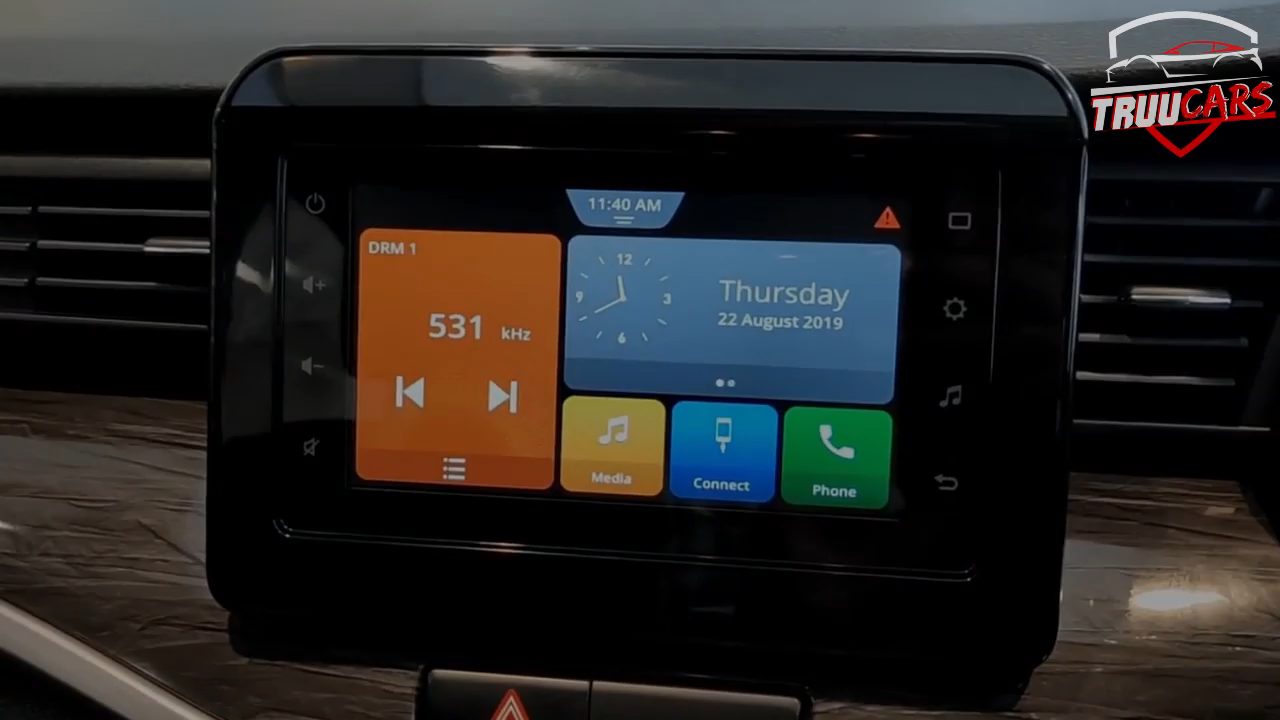 TRUUCARS
11:40 AM
DRM 1
531 kHz
12
9
3
6
Thursday
22 August 2019
Media
Connect
Phone